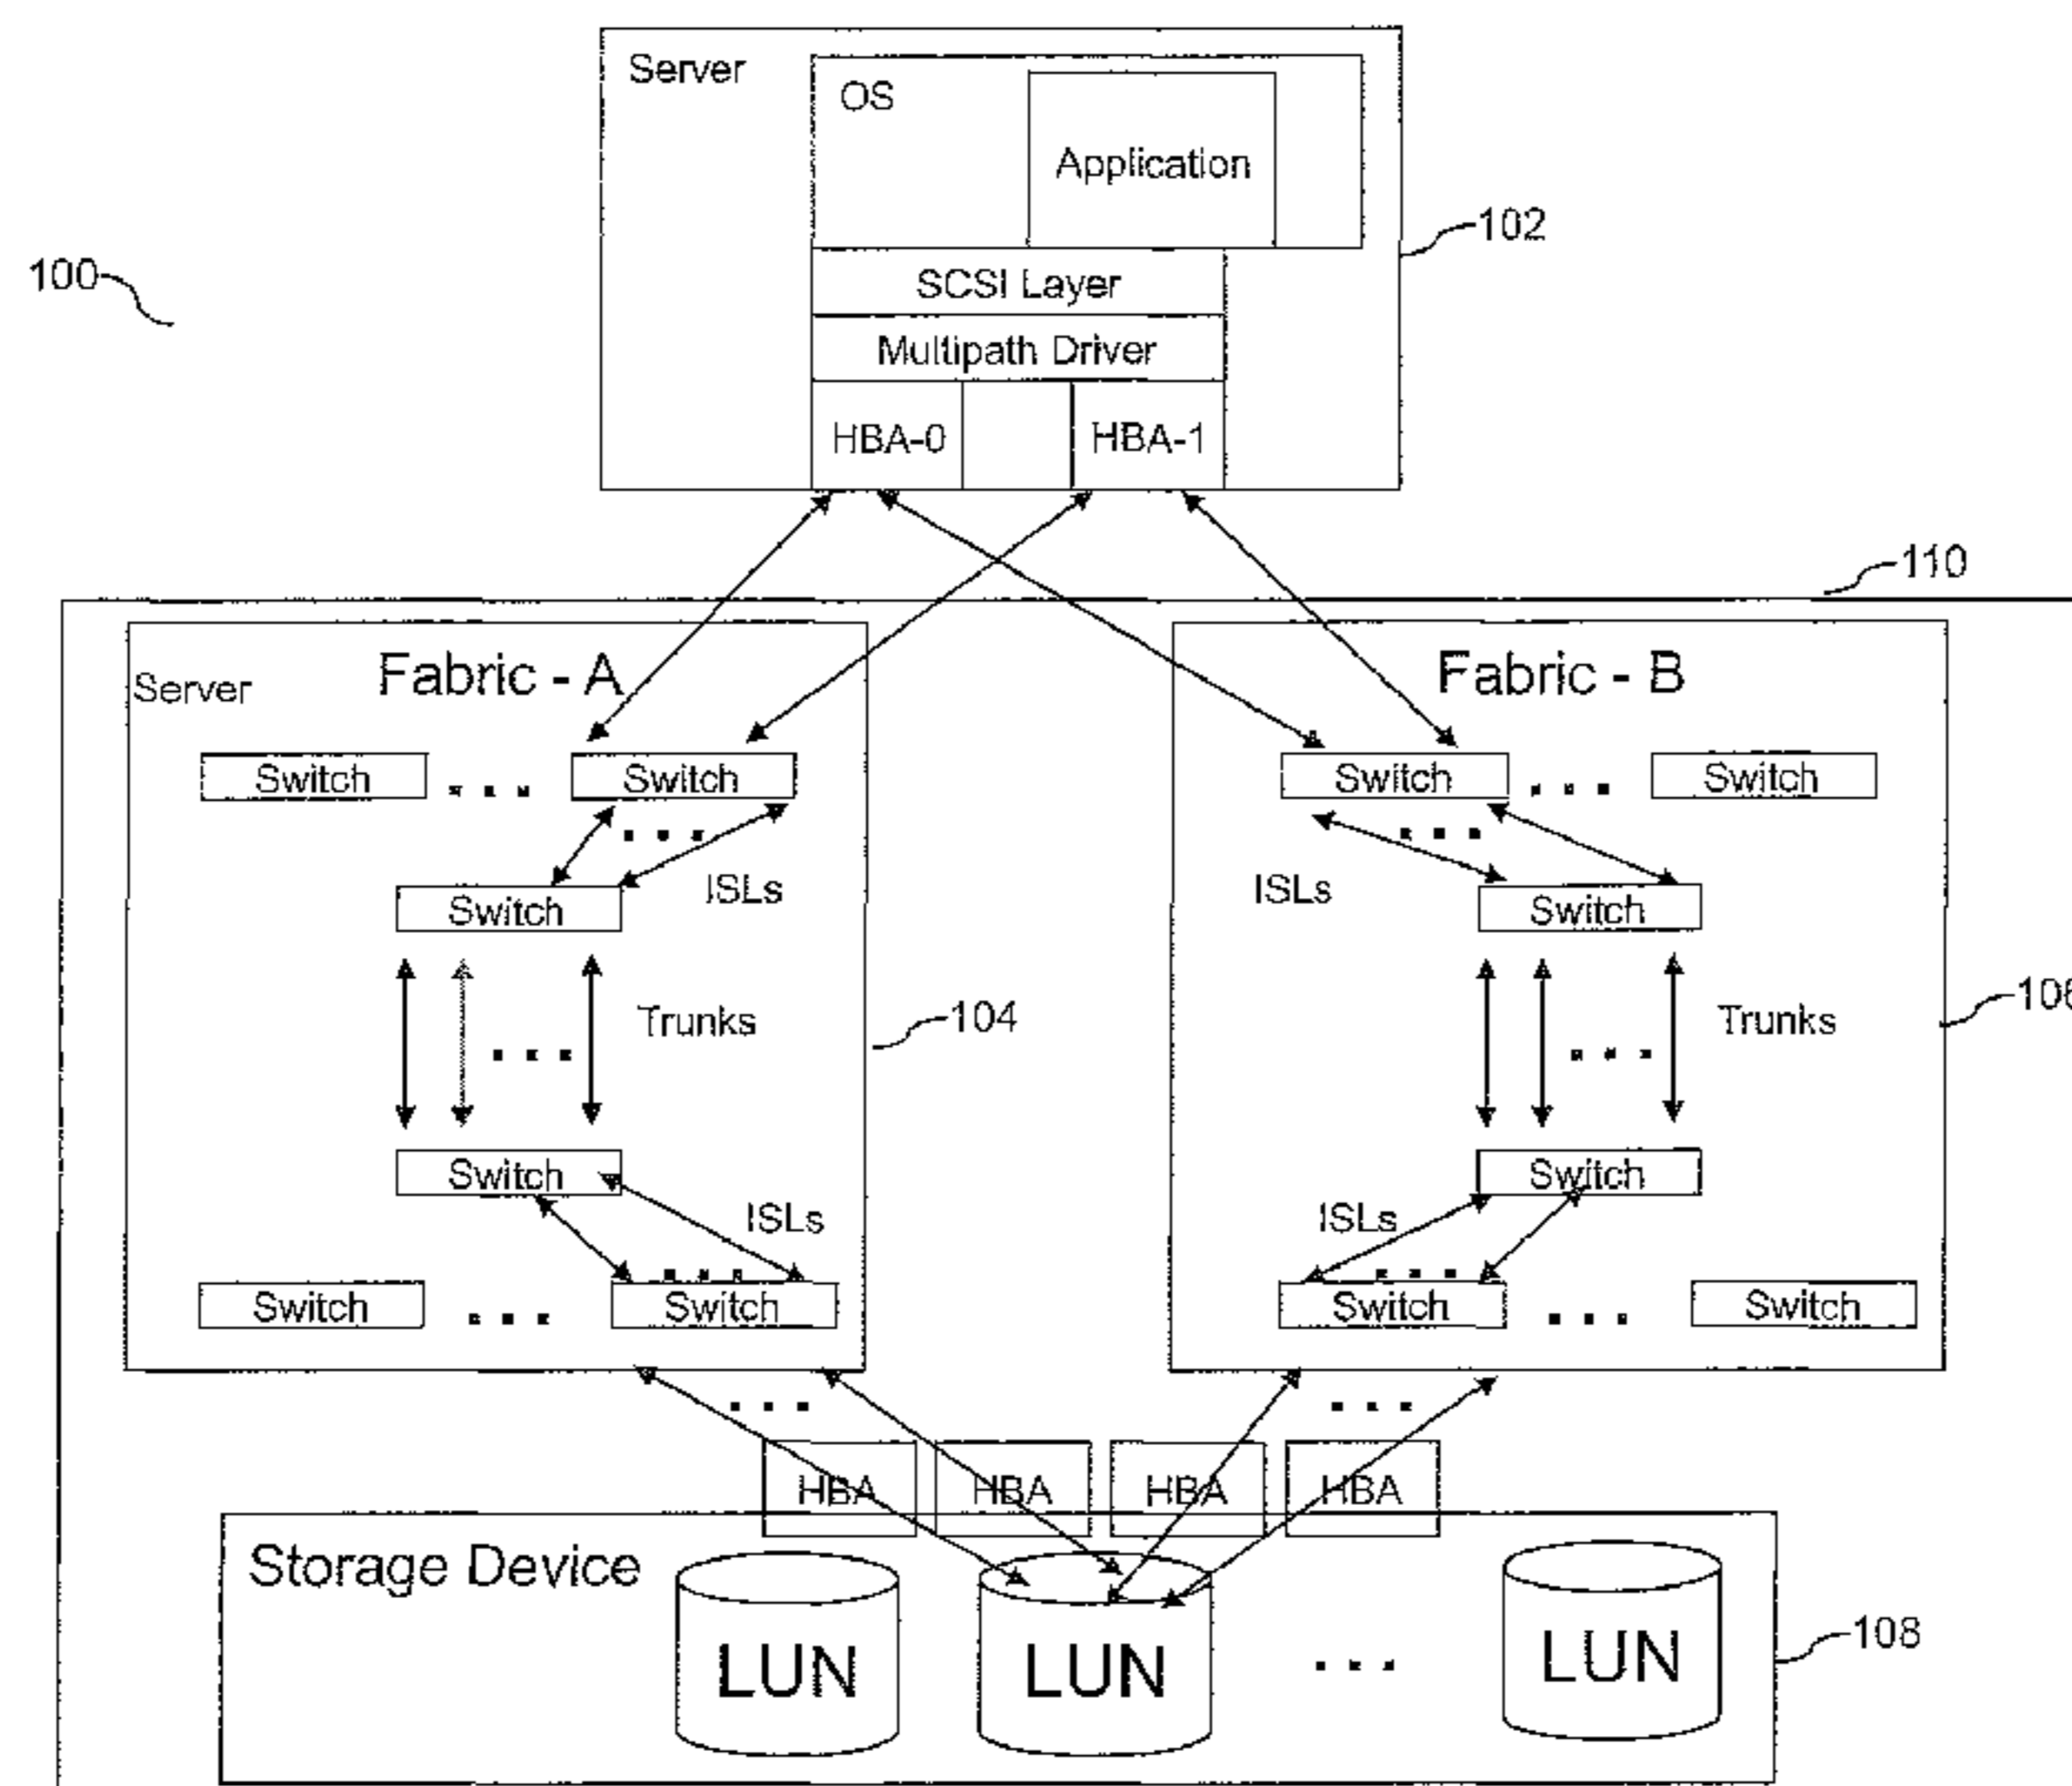 Server
OS
Application
102
100
SCSI Layer
Multipath Driver
HBA-0
HBA-1
110
Server
Fabric - A
Fabric - B
Switch
. . .
Switch
Switch
. . .
Switch
. . .
. . .
ISLs
ISLs
Switch
Switch
Trunks
104
Trunks
106
. . .
. . .
Switch
Switch
ISLs
ISLs
. . .
. . .
Switch
. . .
Switch
Switch
. . .
Switch
. . .
. . .
HBA
HBA
HBA
HBA
Storage Device
LUN
LUN
. . .
LUN
108